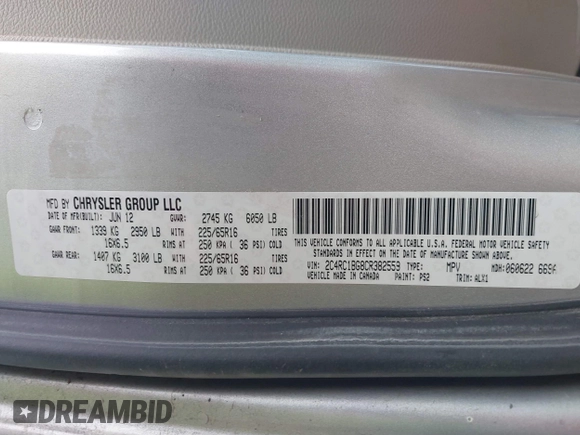 MFD BY CHRYSLER GROUP LLC
DATE OF MFR(BUILT): JUN 12 GVWR: 2745 KG 6050 LB
GAWR FRONT: 1339 KG 2950 LB WITH 225/65R16 TIRES
16X6.5 RIMS AT 250 KPA ( 36 PSI) COLD
GAWR REAR: 1407 KG 3100 LB WITH 225/65R16 TIRES
16X6.5 RIMS AT 250 KPA ( 36 PSI) COLD
THIS VEHICLE CONFORMS TO ALL APPLICABLE U.S.A. FEDERAL MOTOR VEHICLE SAFETY
STANDARDS IN EFFECT ON THE DATE OF MANUFACTURE SHOWN ABOVE.
VIN: 2C4RC1BG8CR382559 TYPE: MPV MDH: 060622 669A
VEHICLE MADE IN CANADA PAINT: PS2 TRIM: ALX1
DREAMBID